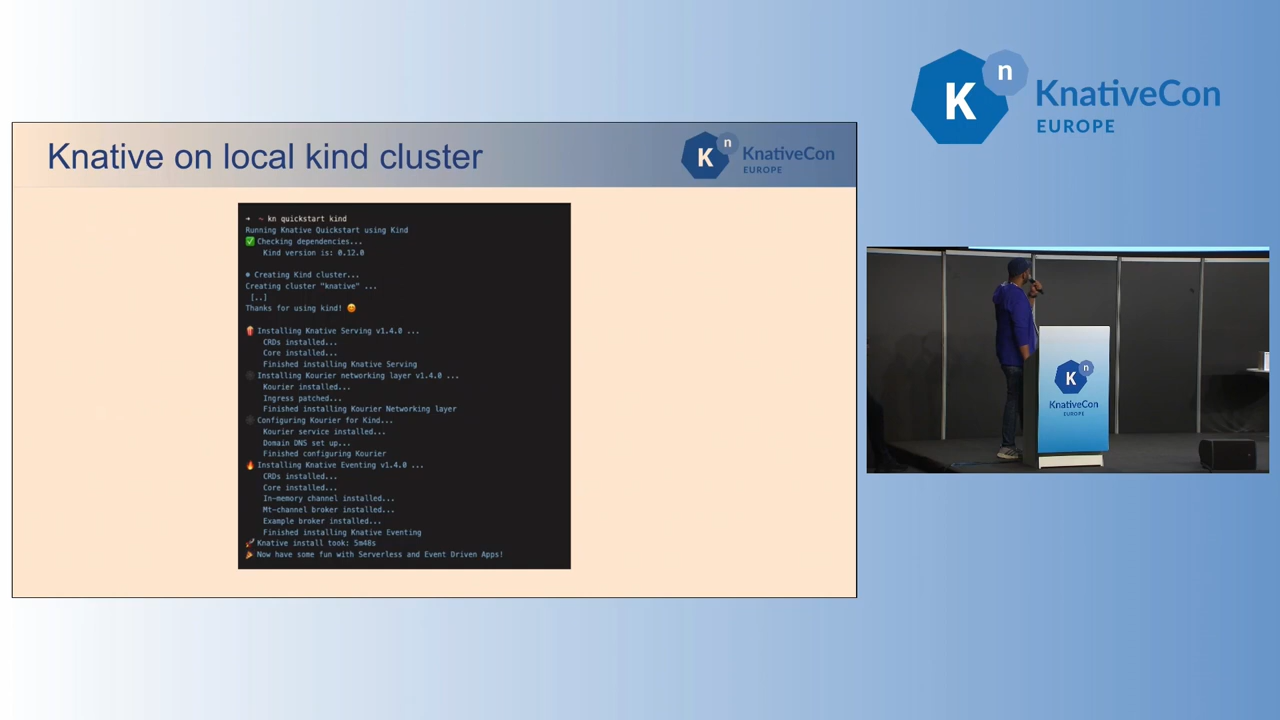 K n KnativeCon
EUROPE
Knative on local kind cluster
K n KnativeCon
EUROPE
→ ~ kn quickstart kind
Running Knative Quickstart using Kind
✅ Checking dependencies...
Kind version is: 0.12.0
Creating Kind cluster...
Creating cluster "knative" ...
[..]
Thanks for using kind! 😊
🍿 Installing Knative Serving v1.4.0 ...
CRDs installed...
Core installed...
Finished installing Knative Serving
Installing Kourier networking layer v1.4.0 ...
Kourier installed...
Ingress patched...
Finished installing Kourier Networking layer
Configuring Kourier for Kind...
Kourier service installed...
Domain DNS set up...
Finished configuring Kourier
🔥 Installing Knative Eventing v1.4.0 ...
CRDs installed...
Core installed...
In-memory channel installed...
Mt-channel broker installed...
Example broker installed...
Finished installing Knative Eventing
🚀 Knative install took: 5m48s
🎉 Now have some fun with Serverless and Event Driven Apps!
K n
KnativeCon
EUROPE